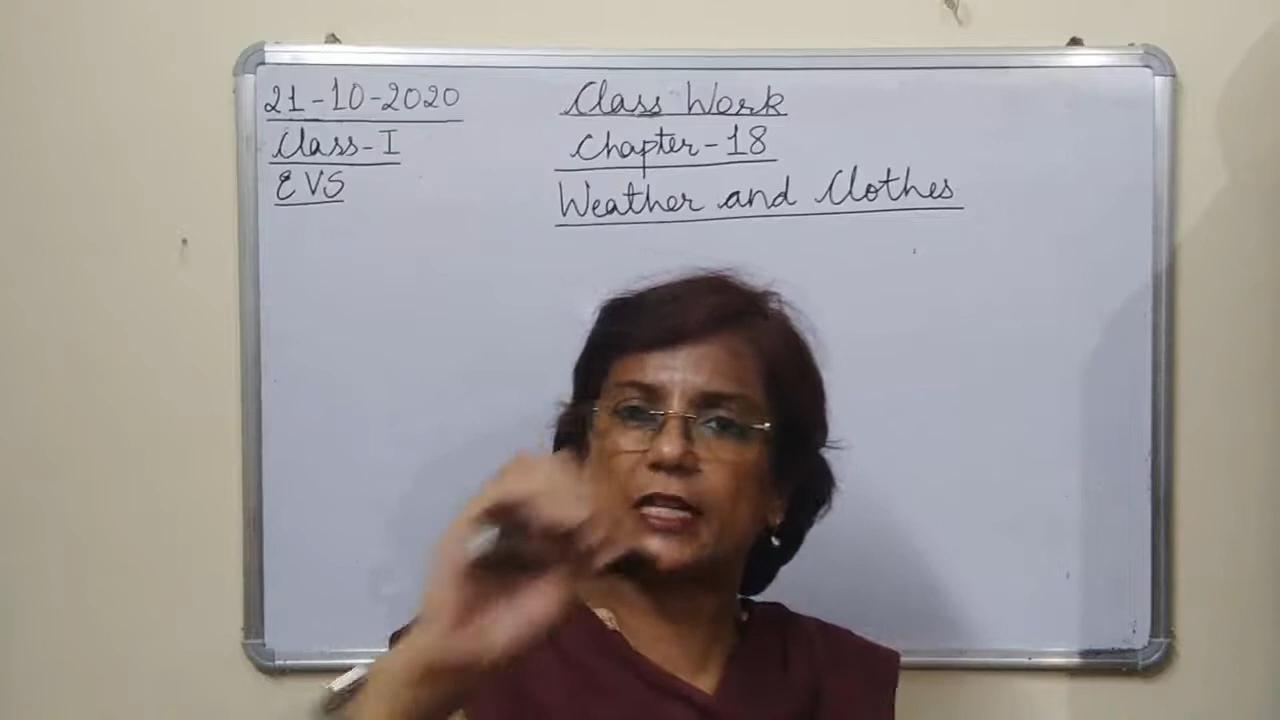 21-10-2020
Class-I
EVS
Class Work
Chapter-18
Weather and Clothes